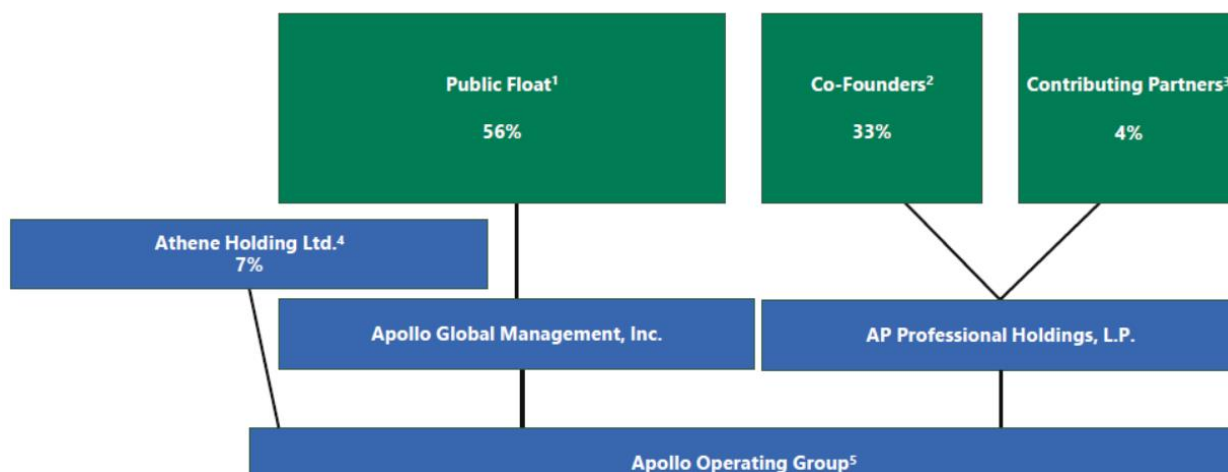 Public Float¹
56%
Co-Founders²
33%
Contributing Partners³
4%
Athene Holding Ltd.⁴
7%
Apollo Global Management, Inc.
AP Professional Holdings, L.P.
Apollo Operating Group⁵